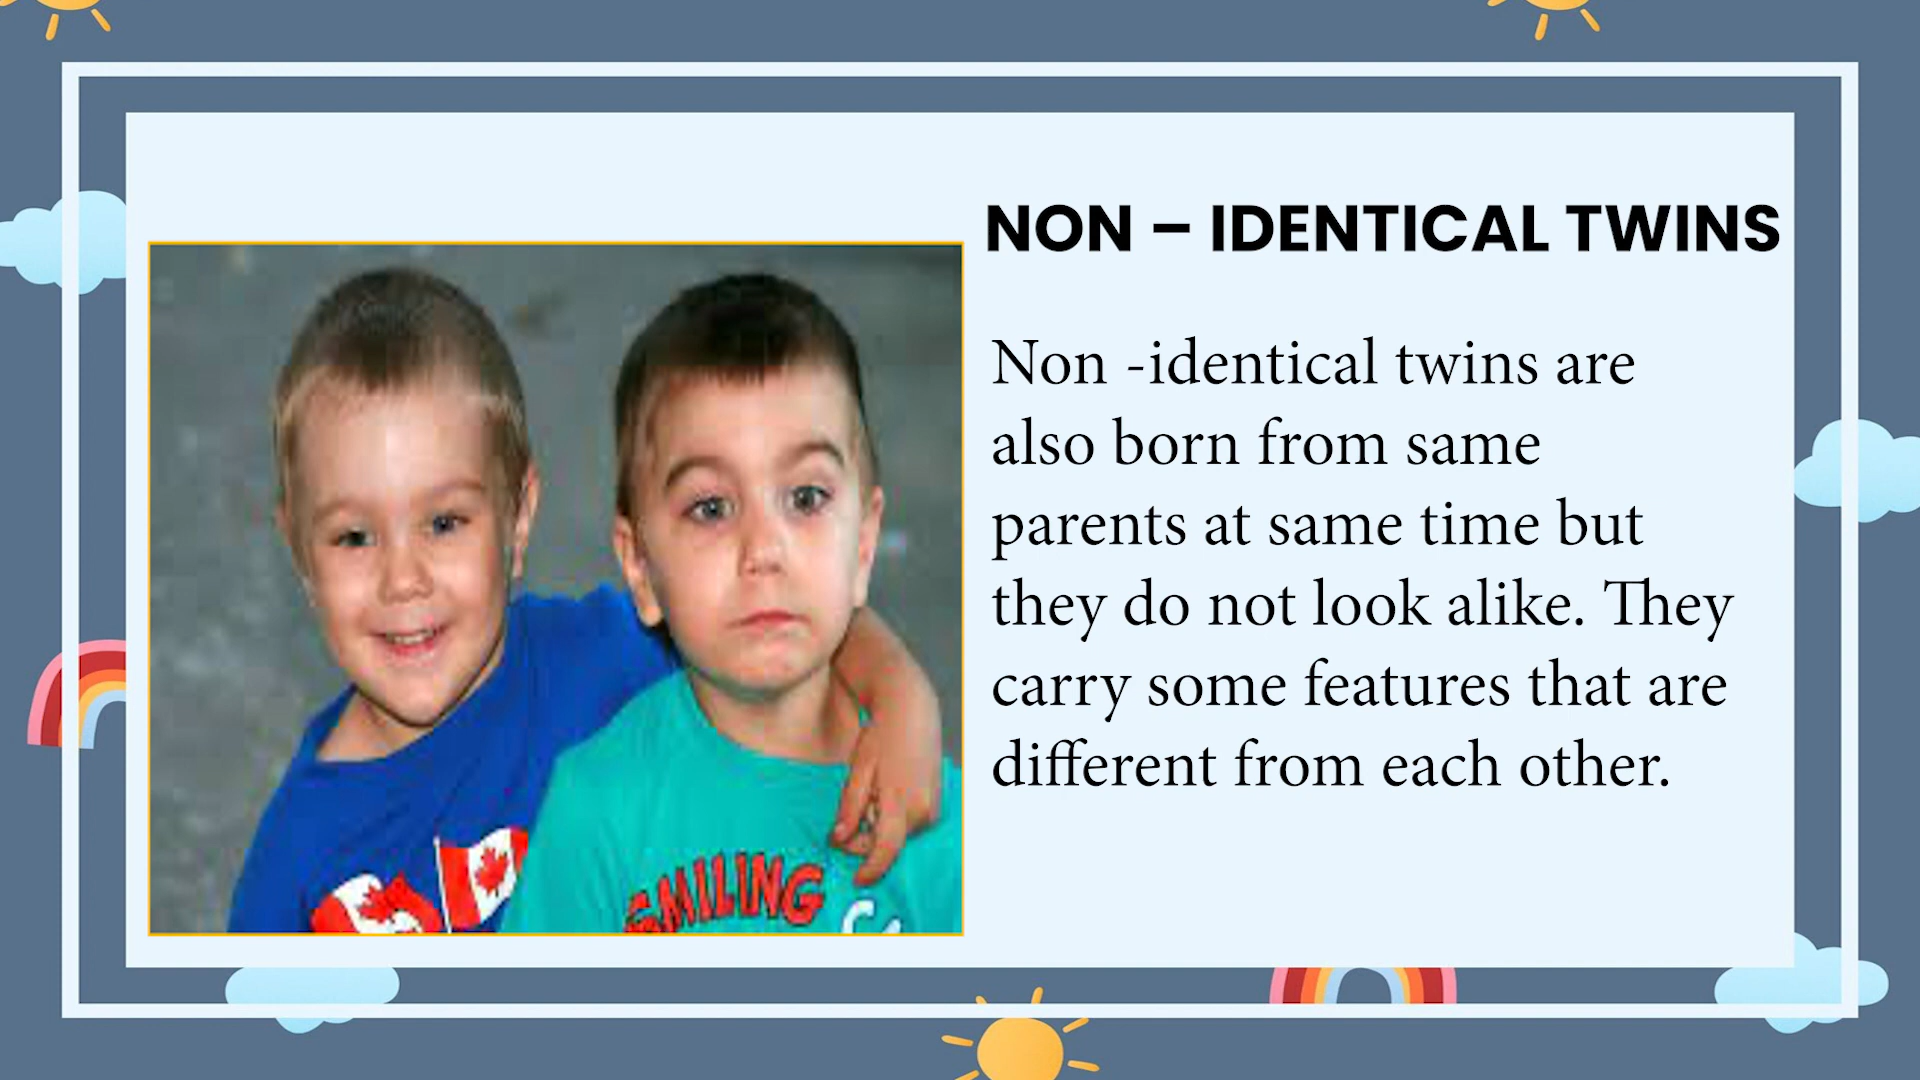 NON – IDENTICAL TWINS
Non -identical twins are
also born from same
parents at same time but
they do not look alike. They
carry some features that are
different from each other.
SMILING